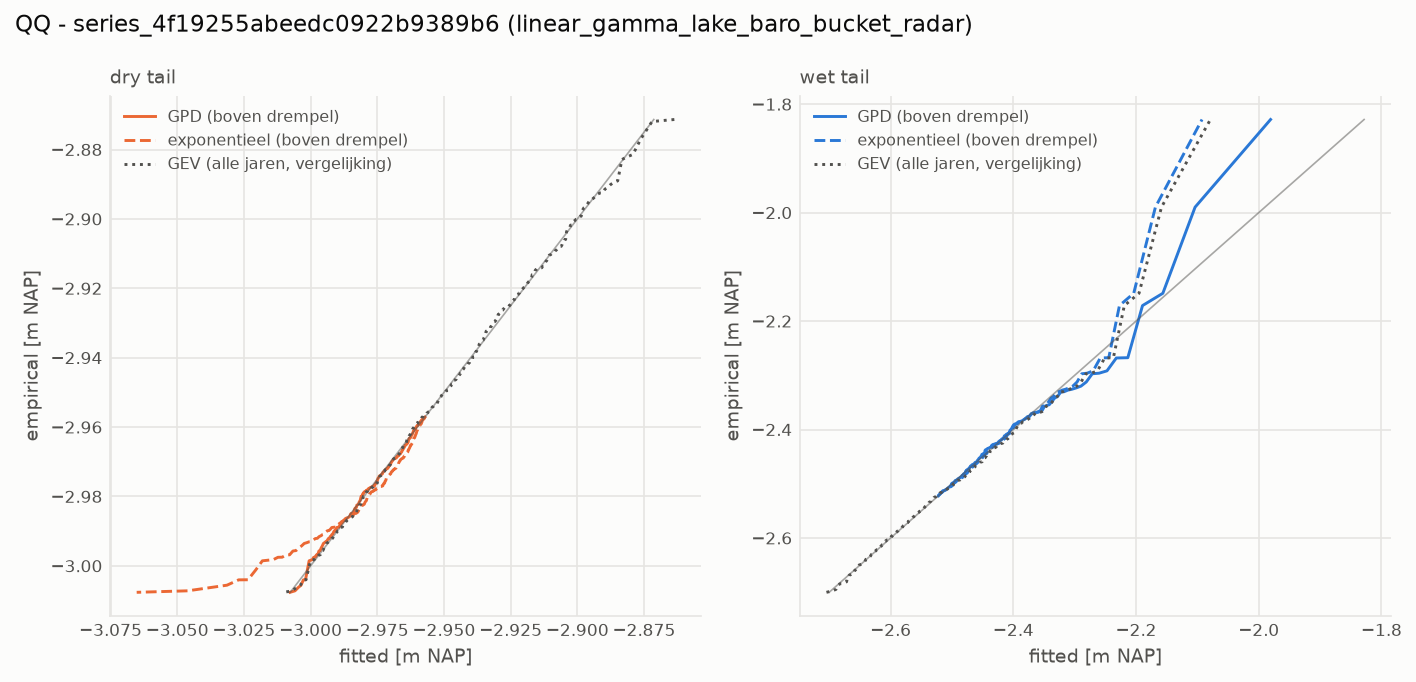 QQ - series_4f19255abeedc0922b9389b6 (linear_gamma_lake_baro_bucket_radar)
dry tail
GPD (boven drempel)
exponentieel (boven drempel)
GEV (alle jaren, vergelijking)
−2.88
−2.90
−2.92
−2.94
−2.96
−2.98
−3.00
−3.075 −3.050 −3.025 −3.000 −2.975 −2.950 −2.925 −2.900 −2.875
fitted [m NAP]
empirical [m NAP]
wet tail
GPD (boven drempel)
exponentieel (boven drempel)
GEV (alle jaren, vergelijking)
−1.8
−2.0
−2.2
−2.4
−2.6
−2.6 −2.4 −2.2 −2.0 −1.8
fitted [m NAP]
empirical [m NAP]